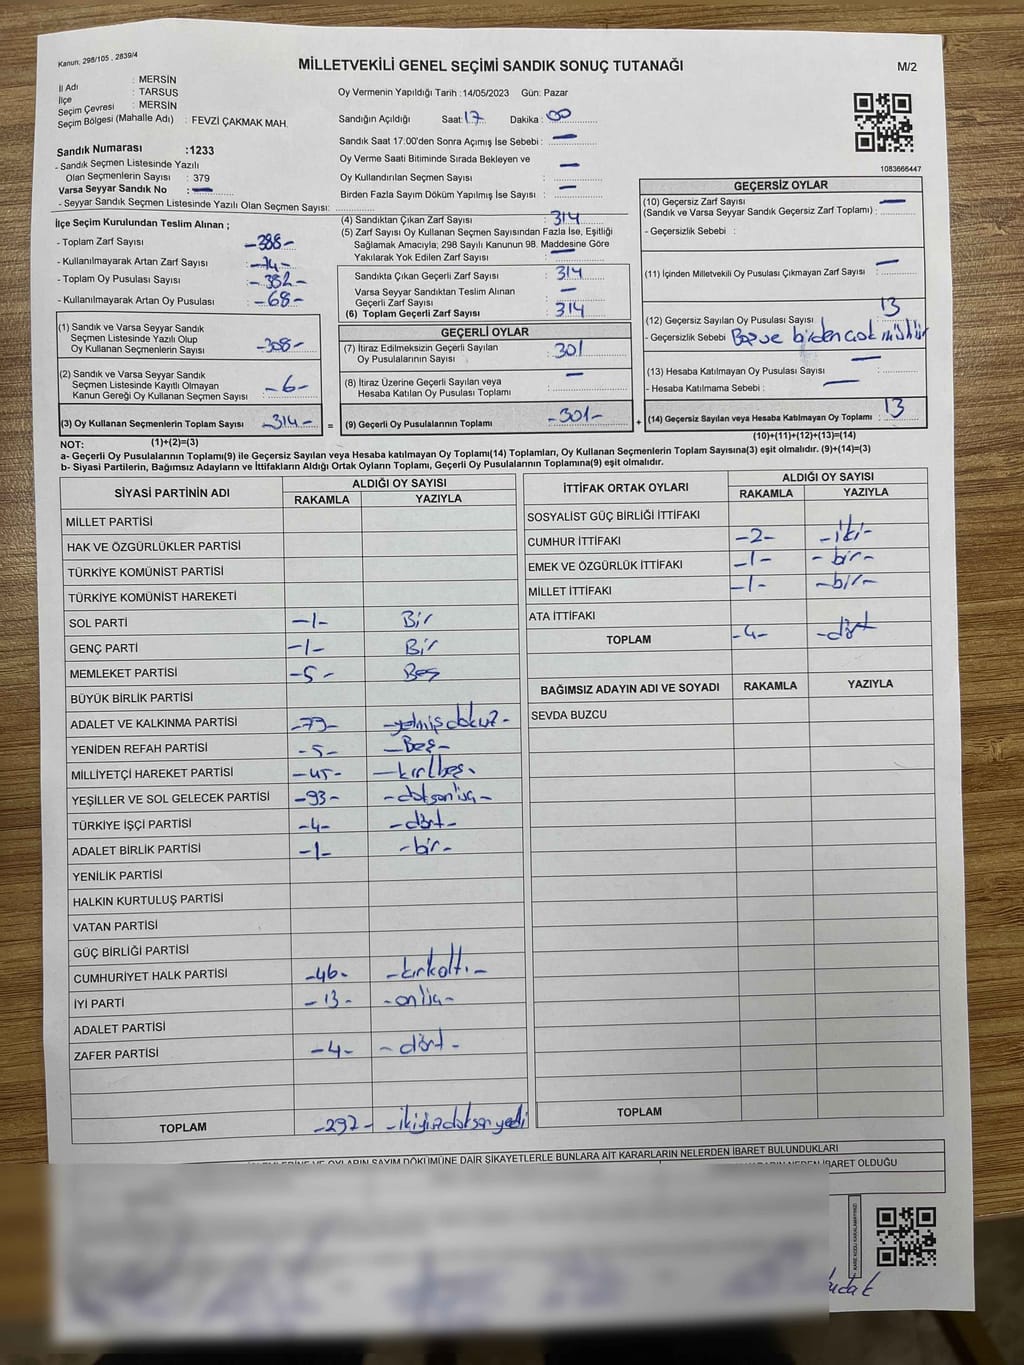 Kanun; 298/105 , 2839/4
MİLLETVEKİLİ GENEL SEÇİMİ SANDIK SONUÇ TUTANAĞI
M/2
İl Adı : MERSİN
İlçe : TARSUS
Seçim Çevresi : MERSİN
Seçim Bölgesi (Mahalle Adı) : FEVZİ ÇAKMAK MAH.
Sandık Numarası :1233
- Sandık Seçmen Listesinde Yazılı
Olan Seçmenlerin Sayısı : 379
Varsa Seyyar Sandık No : —
- Seyyar Sandık Seçmen Listesinde Yazılı Olan Seçmen Sayısı:
Oy Vermenin Yapıldığı Tarih :14/05/2023 Gün: Pazar
Sandığın Açıldığı Saat:17 Dakika: 00
Sandık Saat 17:00'den Sonra Açımış İse Sebebi : —
Oy Verme Saati Bitiminde Sırada Bekleyen ve
Oy Kullandırılan Seçmen Sayısı : —
Birden Fazla Sayım Döküm Yapılmış İse Sayısı : —
1083666447
İlçe Seçim Kurulundan Teslim Alınan ;
- Toplam Zarf Sayısı -388-
- Kullanılmayarak Artan Zarf Sayısı -74-
- Toplam Oy Pusulası Sayısı -382-
- Kullanılmayarak Artan Oy Pusulası -68-
(1) Sandık ve Varsa Seyyar Sandık
Seçmen Listesinde Yazılı Olup
Oy Kullanan Seçmenlerin Sayısı -308-
(2) Sandık ve Varsa Seyyar Sandık
Seçmen Listesinde Kayıtlı Olmayan
Kanun Gereği Oy Kullanan Seçmen Sayısı -6-
(3) Oy Kullanan Seçmenlerin Toplam Sayısı -314-
(1)+(2)=(3)
(4) Sandıktan Çıkan Zarf Sayısı : 314
(5) Zarf Sayısı Oy Kullanan Seçmen Sayısından Fazla İse, Eşitliği
Sağlamak Amacıyla; 298 Sayılı Kanunun 98. Maddesine Göre
Yakılarak Yok Edilen Zarf Sayısı : —
Sandıkta Çıkan Geçerli Zarf Sayısı : 314
Varsa Seyyar Sandıktan Teslim Alınan
Geçerli Zarf Sayısı : —
(6) Toplam Geçerli Zarf Sayısı : 314
GEÇERLİ OYLAR
(7) İtiraz Edilmeksizin Geçerli Sayılan
Oy Pusulalarının Sayısı : 301
(8) İtiraz Üzerine Geçerli Sayılan veya
Hesaba Katılan Oy Pusulası Toplamı : —
= (9) Geçerli Oy Pusulalarının Toplamı -301-
GEÇERSİZ OYLAR
(10) Geçersiz Zarf Sayısı —
(Sandık ve Varsa Seyyar Sandık Geçersiz Zarf Toplamı) :
- Geçersizlik Sebebi :
(11) İçinden Milletvekili Oy Pusulası Çıkmayan Zarf Sayısı : —
(12) Geçersiz Sayılan Oy Pusulası Sayısı : 13
- Geçersizlik Sebebi Boş ve birden çok mühür
(13) Hesaba Katılmayan Oy Pusulası Sayısı : —
- Hesaba Katılmama Sebebi : —
+ (14) Geçersiz Sayılan veya Hesaba Katılmayan Oy Toplamı : 13
(10)+(11)+(12)+(13)=(14)
NOT:
a- Geçerli Oy Pusulalarının Toplamı(9) ile Geçersiz Sayılan veya Hesaba katılmayan Oy Toplamı(14) Toplamları, Oy Kullanan Seçmenlerin Toplam Sayısına(3) eşit olmalıdır. (9)+(14)=(3)
b- Siyasi Partilerin, Bağımsız Adayların ve İttifakların Aldığı Ortak Oyların Toplamı, Geçerli Oy Pusulalarının Toplamına(9) eşit olmalıdır.
SİYASİ PARTİNİN ADI ALDIĞI OY SAYISI
RAKAMLA YAZIYLA
MİLLET PARTİSİ
HAK VE ÖZGÜRLÜKLER PARTİSİ
TÜRKİYE KOMÜNİST PARTİSİ
TÜRKİYE KOMÜNİST HAREKETİ
SOL PARTİ -1- Bir
GENÇ PARTİ -1- Bir
MEMLEKET PARTİSİ -5- Beş
BÜYÜK BİRLİK PARTİSİ
ADALET VE KALKINMA PARTİSİ -79- -yetmişdokuz-
YENİDEN REFAH PARTİSİ -5- -Beş-
MİLLİYETÇİ HAREKET PARTİSİ -45- -kırkbeş-
YEŞİLLER VE SOL GELECEK PARTİSİ -93- -doksanüç-
TÜRKİYE İŞÇİ PARTİSİ -4- -dört-
ADALET BİRLİK PARTİSİ -1- -bir-
YENİLİK PARTİSİ
HALKIN KURTULUŞ PARTİSİ
VATAN PARTİSİ
GÜÇ BİRLİĞİ PARTİSİ
CUMHURİYET HALK PARTİSİ -46- -kırkaltı-
İYİ PARTİ -13- -onüç-
ADALET PARTİSİ
ZAFER PARTİSİ -4- -dört-
TOPLAM -297- -ikiyüzdoksanyedi
İTTİFAK ORTAK OYLARI ALDIĞI OY SAYISI
RAKAMLA YAZIYLA
SOSYALİST GÜÇ BİRLİĞİ İTTİFAKI
CUMHUR İTTİFAKI -2- -iki-
EMEK VE ÖZGÜRLÜK İTTİFAKI -1- -bir-
MİLLET İTTİFAKI -1- -bir-
ATA İTTİFAKI
TOPLAM -4- -dört
BAĞIMSIZ ADAYIN ADI VE SOYADI RAKAMLA YAZIYLA
SEVDA BUZCU
TOPLAM
OYLARIN SAYIM DÖKÜMÜNE DAİR ŞİKAYETLERLE BUNLARA AİT KARARLARIN NELERDEN İBARET BULUNDUKLARI
İBARET OLDUĞU